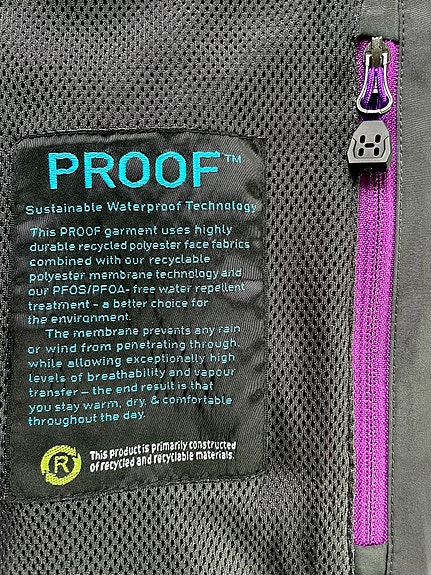 PROOF™
Sustainable Waterproof Technology
This PROOF garment uses highly
durable recycled polyester face fabrics
combined with our recyclable
polyester membrane technology and
our PFOS/PFOA- free water repellent
treatment - a better choice for
the environment.
The membrane prevents any rain
or wind from penetrating through,
while allowing exceptionally high
levels of breathability and vapour
transfer - the end result is that
you stay warm, dry, & comfortable
throughout the day.
R
This product is primarily constructed
of recycled and recyclable materials.
H